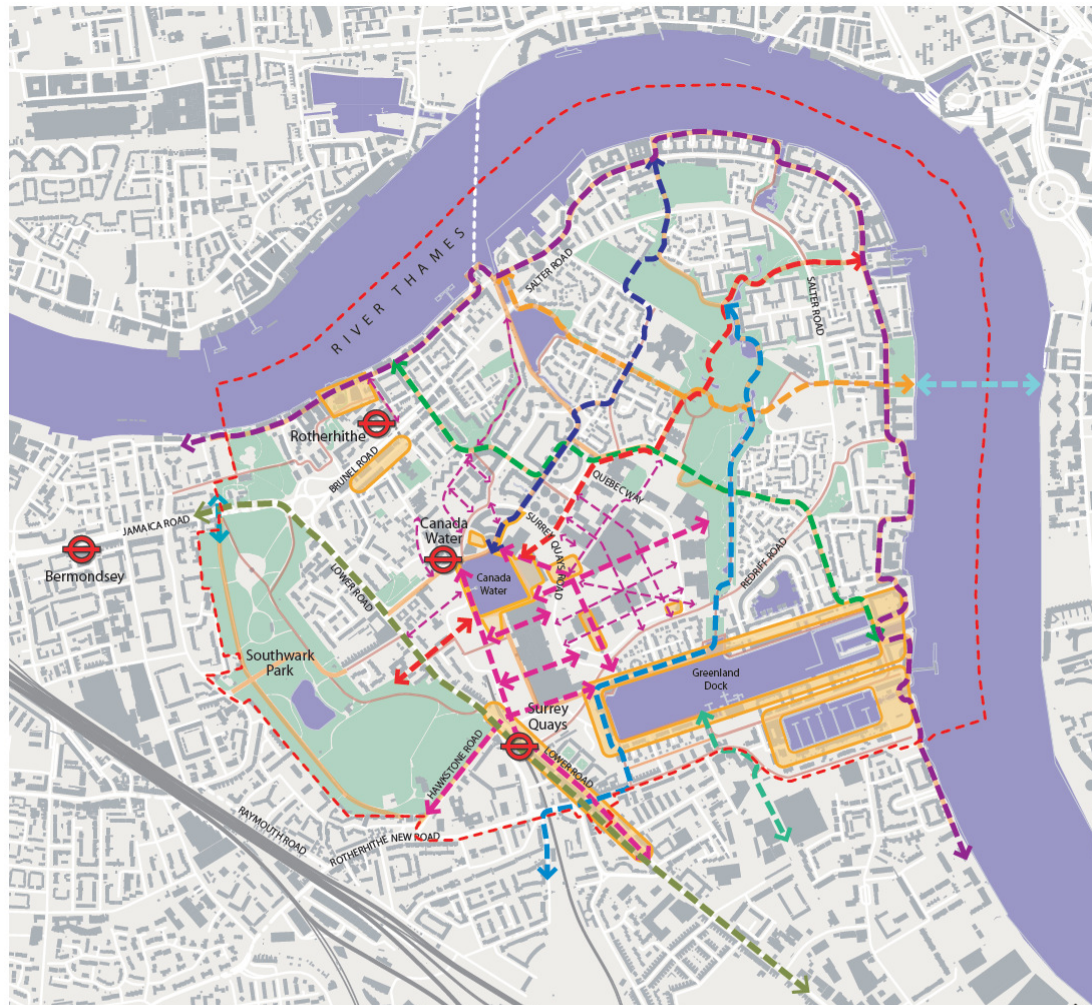 RIVER THAMES
SALTER ROAD
SALTER ROAD
Rotherhithe
BRUNEL ROAD
QUEBEC WAY
JAMAICA ROAD
Bermondsey
Canada
Water
SURREY QUAYS ROAD
Canada
Water
LOWER ROAD
REDRIFF ROAD
Southwark
Park
Greenland
Dock
Surrey
Quays
HAWKSTONE ROAD
LOWER ROAD
RAYMOUTH ROAD
ROTHERHITHE NEW ROAD